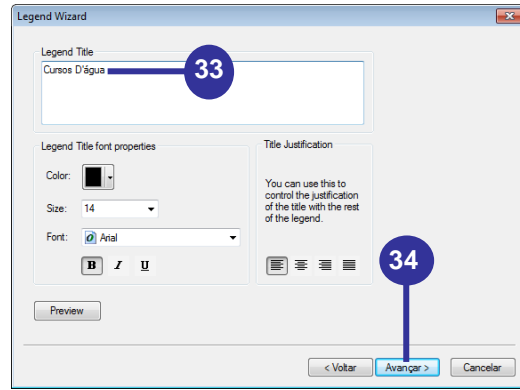 Legend Wizard
Legend Title
Cursos D'água
33
Legend Title font properties
Title Justification
Color:
You can use this to
control the justification
of the title with the rest
of the legend.
Size: 14
Font: Arial
B I U
34
Preview
< Voltar Avançar > Cancelar